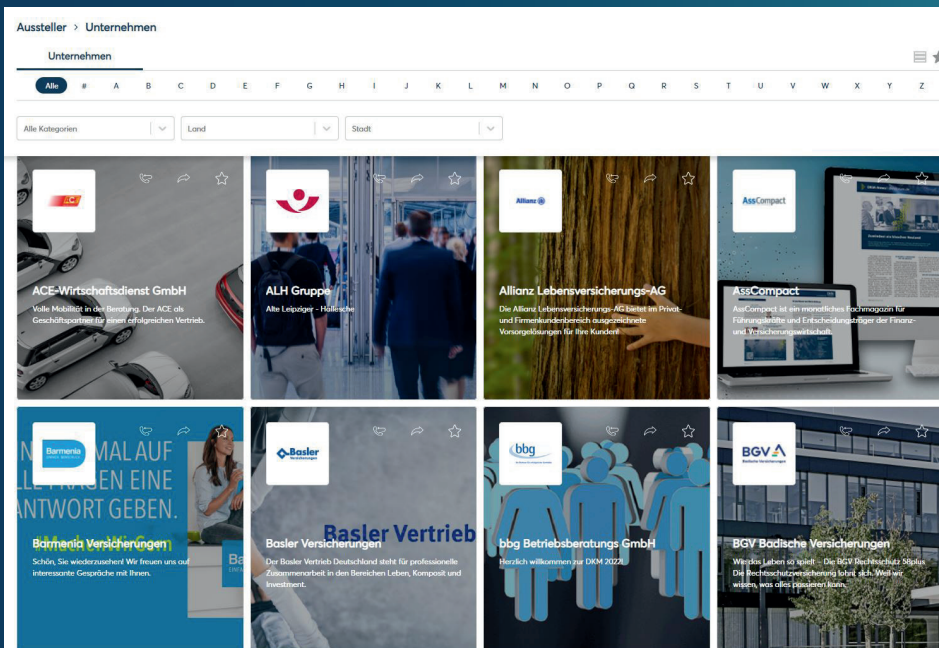 Aussteller > Unternehmen
Unternehmen
Alle # A B C D E F G H I J K L M N O P Q R S T U V W X Y Z
Alle Kategorien
Land
Stadt
ACE
ACE-Wirtschaftsdienst GmbH
Volle Mobilität in der Beratung. Der ACE als
Geschäftspartner für einen erfolgreichen Vertrieb.
ALH Gruppe
Alte Leipziger - Hallesche
Allianz
Allianz Lebensversicherungs-AG
Die Allianz Lebensversicherungs-AG bietet im Privat-
und Firmenkundenbereich ausgezeichnete
Vorsorgelösungen für Ihre Kunden!
AssCompact
AssCompact
AssCompact ist ein monatliches Fachmagazin für
Führungskräfte und Entscheidungsträger der Finanz-
und Versicherungswirtschaft.
Barmenia
MAL AUF
EN EINE
ANTWORT GEBEN.
#MachenWirGern
Barmenia Versicherungen
Schön, Sie wiederzusehen! Wir freuen uns auf
interessante Gespräche mit Ihnen.
Basler
Versicherungen
Basler Vertrieb
Basler Versicherungen
Der Basler Vertrieb Deutschland steht für professionelle
Zusammenarbeit in den Bereichen Leben, Komposit und
Investment.
bbg
bbg Betriebsberatungs GmbH
Herzlich willkommen zur DKM 2022!
BGV
Badische Versicherungen
BGV Badische Versicherungen
Wie das Leben so spielt – Die BGV Rechtsschutz 58plus
Die Rechtsschutzversicherung lohnt sich. Weil wir
wissen, was alles passieren kann.